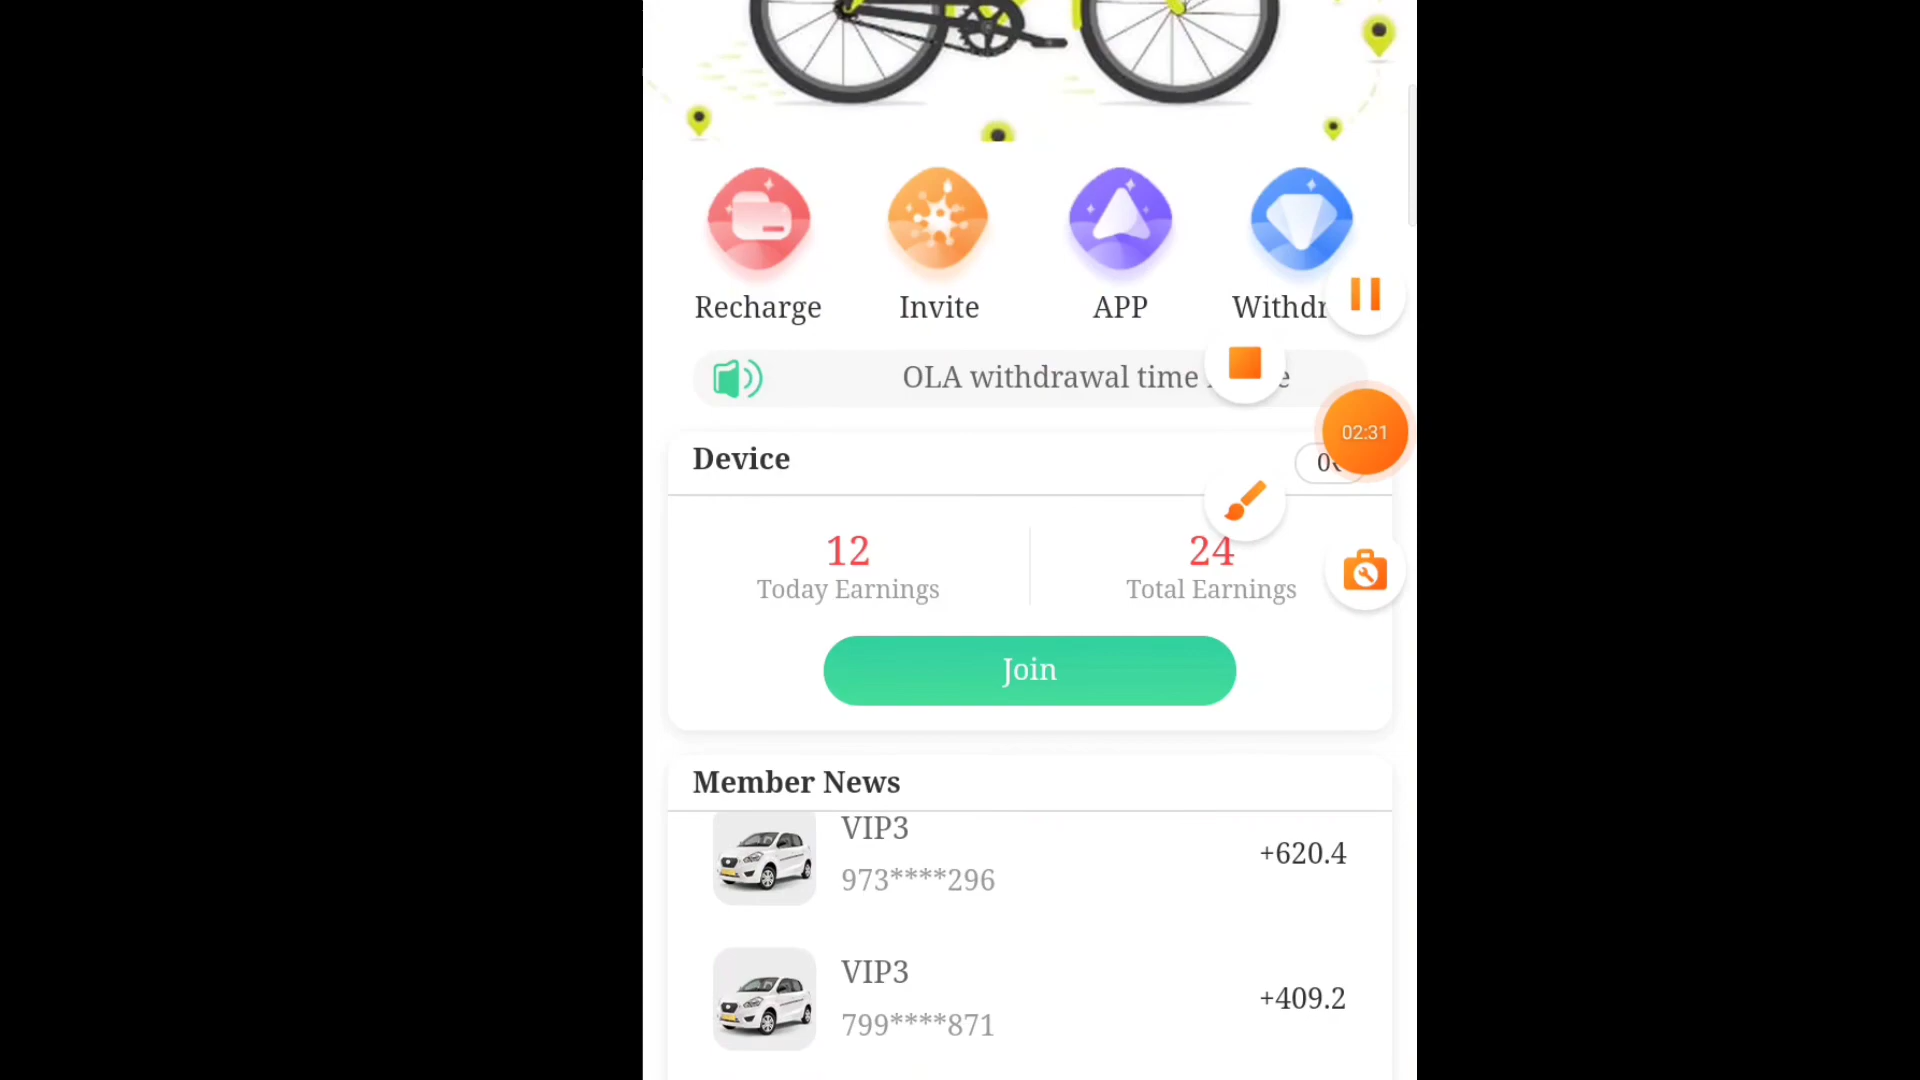 Recharge
Invite
APP
Withdr
OLA withdrawal time
Device
02:31
12
24
Today Earnings
Total Earnings
Join
Member News
VIP3
+620.4
973****296
VIP3
+409.2
799****871